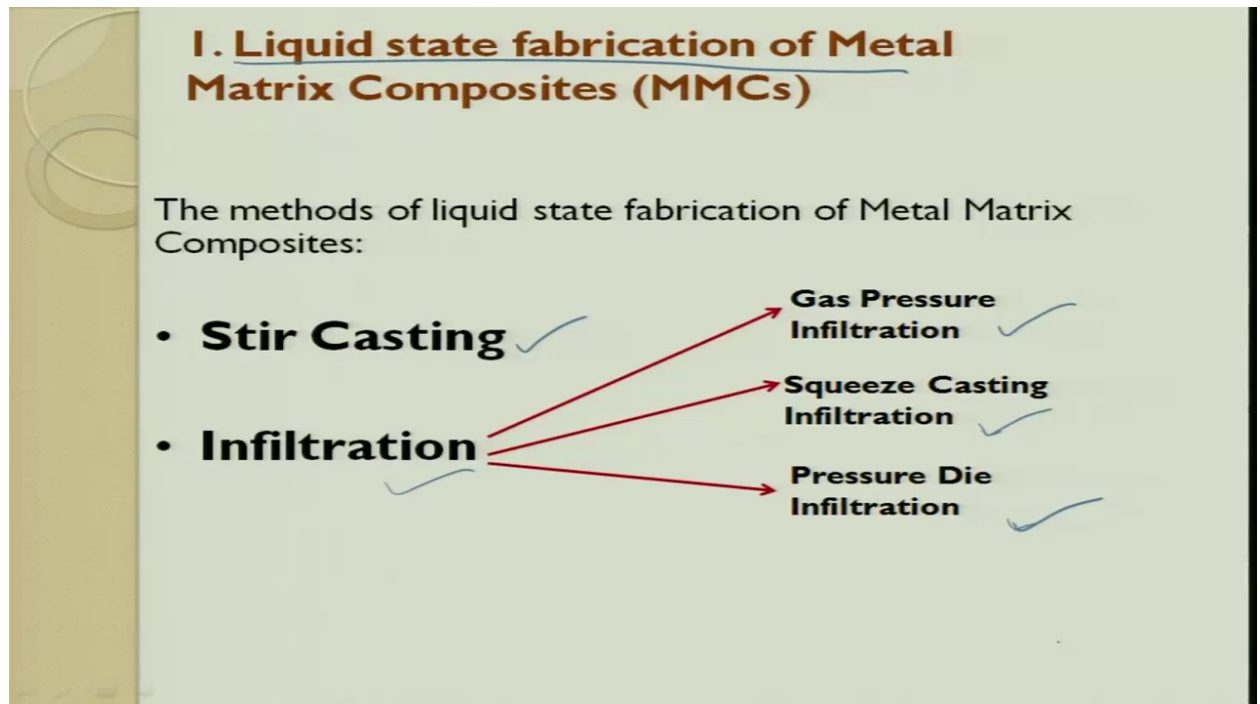 1. Liquid state fabrication of Metal
Matrix Composites (MMCs)
The methods of liquid state fabrication of Metal Matrix
Composites:
• Stir Casting
• Infiltration
Gas Pressure
Infiltration
Squeeze Casting
Infiltration
Pressure Die
Infiltration